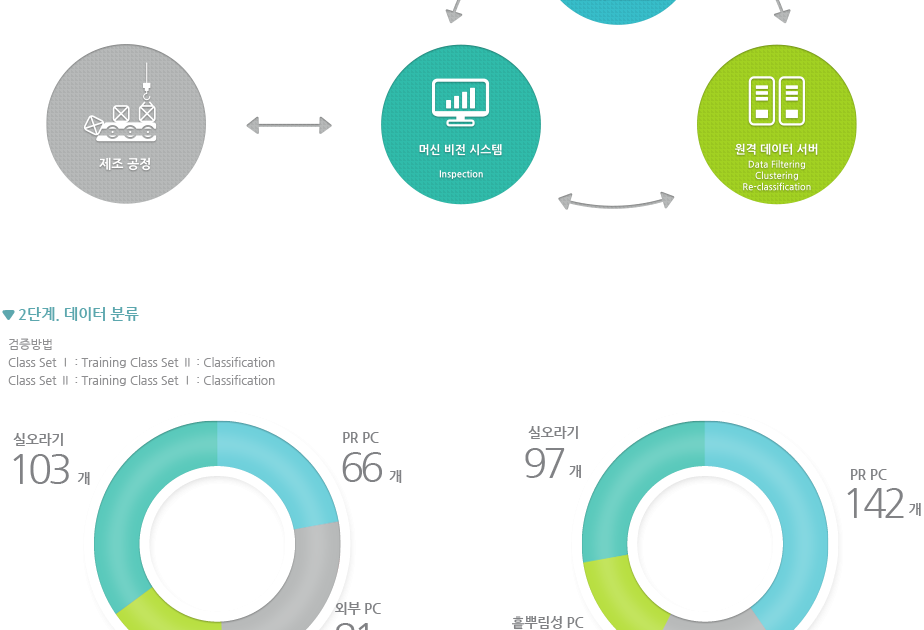 제조 공정
머신 비전 시스템
Inspection
원격 데이터 서버
Data Filtering
Clustering
Re-classification
2단계. 데이터 분류
검증방법
Class Set Ⅰ : Training Class Set Ⅱ : Classification
Class Set Ⅱ : Training Class Set Ⅰ : Classification
실오라기
103 개
PR PC
66 개
외부 PC
실오라기
97 개
PR PC
142 개
흩뿌림성 PC